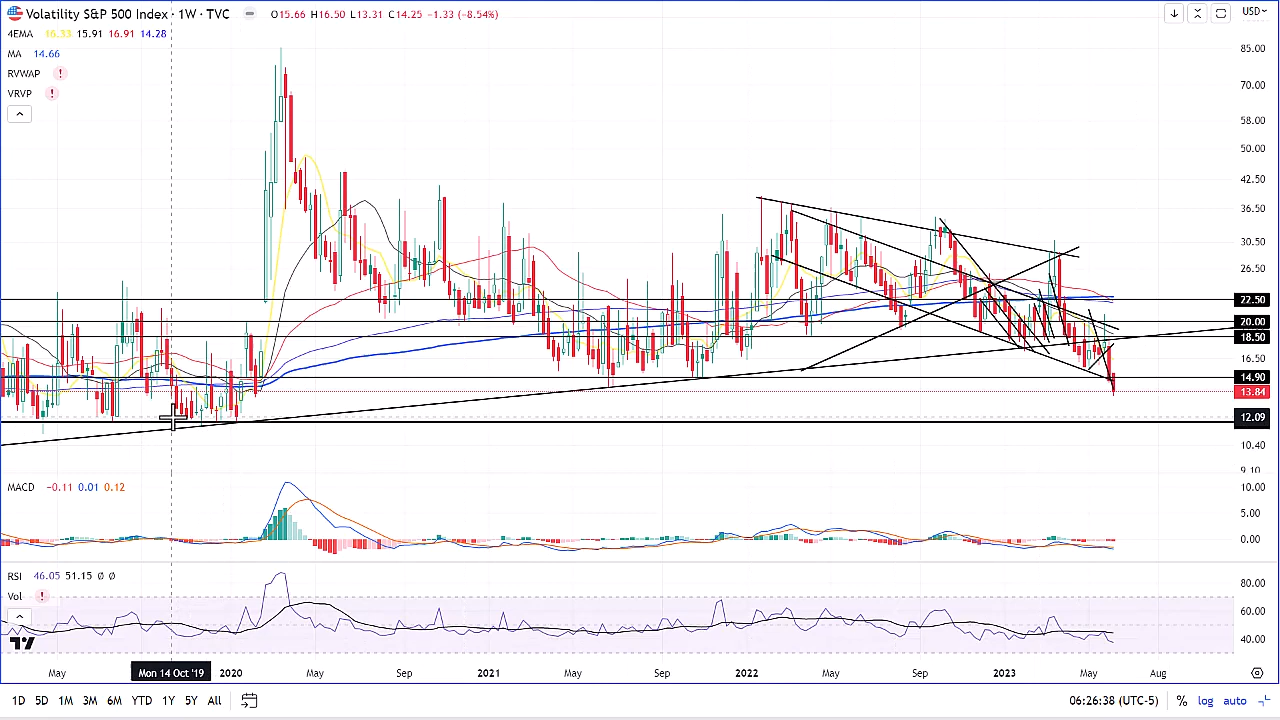 Volatility S&P 500 Index · 1W · TVC O15.66 H16.50 L13.31 C14.25 −1.33 (−8.54%)
USD
4EMA 16.33 15.91 16.91 14.28
MA 14.66
RVWAP !
VRVP !
85.00
70.00
58.00
50.00
42.50
36.50
30.50
26.50
22.50
20.00
18.50
16.50
14.90
13.84
12.09
10.40
9.10
MACD −0.11 0.01 0.12
10.00
5.00
0.00
RSI 46.05 51.15 Ø Ø
Vol !
80.00
60.00
40.00
May Mon 14 Oct '19 2020 May Sep 2021 May Sep 2022 May Sep 2023 May Aug
1D 5D 1M 3M 6M YTD 1Y 5Y All 06:26:38 (UTC-5) % log auto